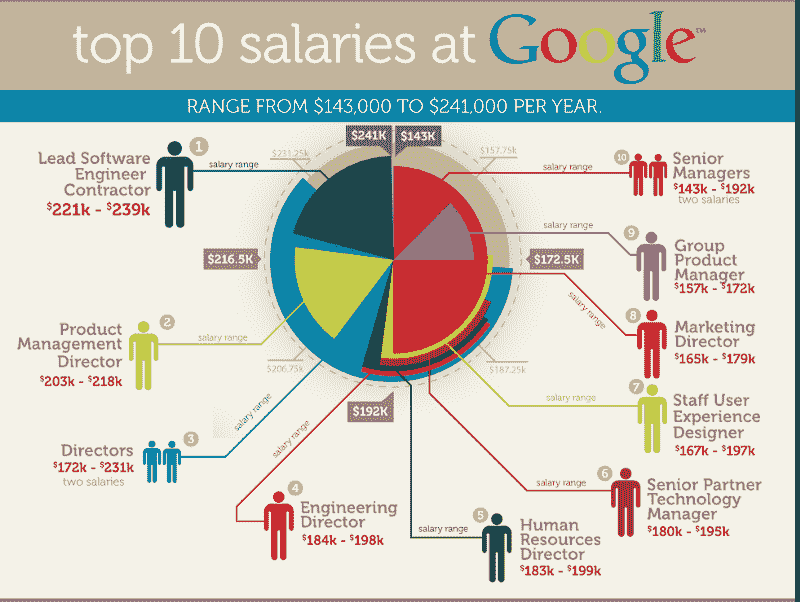 top 10 salaries at Google™
RANGE FROM $143,000 TO $241,000 PER YEAR.
$241K
$143K
$231.25k
$157.75k
$216.5K
$172.5K
$206.75k
$187.25k
$192K
1
Lead Software
Engineer
Contractor
$221k - $239k
salary range
2
Product
Management
Director
$203k - $218k
salary range
3
Directors
$172k - $231k
two salaries
salary range
4
Engineering
Director
$184k - $198k
salary range
5
Human
Resources
Director
$183k - $199k
salary range
6
Senior Partner
Technology
Manager
$180k - $195k
salary range
7
Staff User
Experience
Designer
$167k - $197k
salary range
8
Marketing
Director
$165k - $179k
salary range
9
Group
Product
Manager
$157k - $172k
salary range
10
Senior
Managers
$143k - $192k
two salaries
salary range